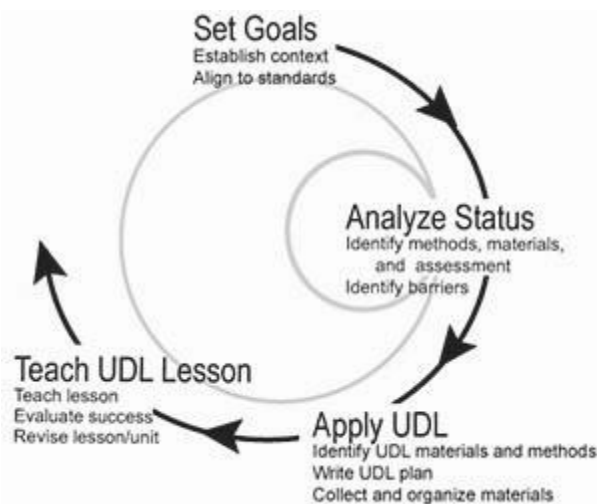 Set Goals
Establish context
Align to standards
Analyze Status
Identify methods, materials,
and assessment
Identify barriers
Teach UDL Lesson
Teach lesson
Evaluate success
Revise lesson/unit
Apply UDL
Identify UDL materials and methods
Write UDL plan
Collect and organize materials